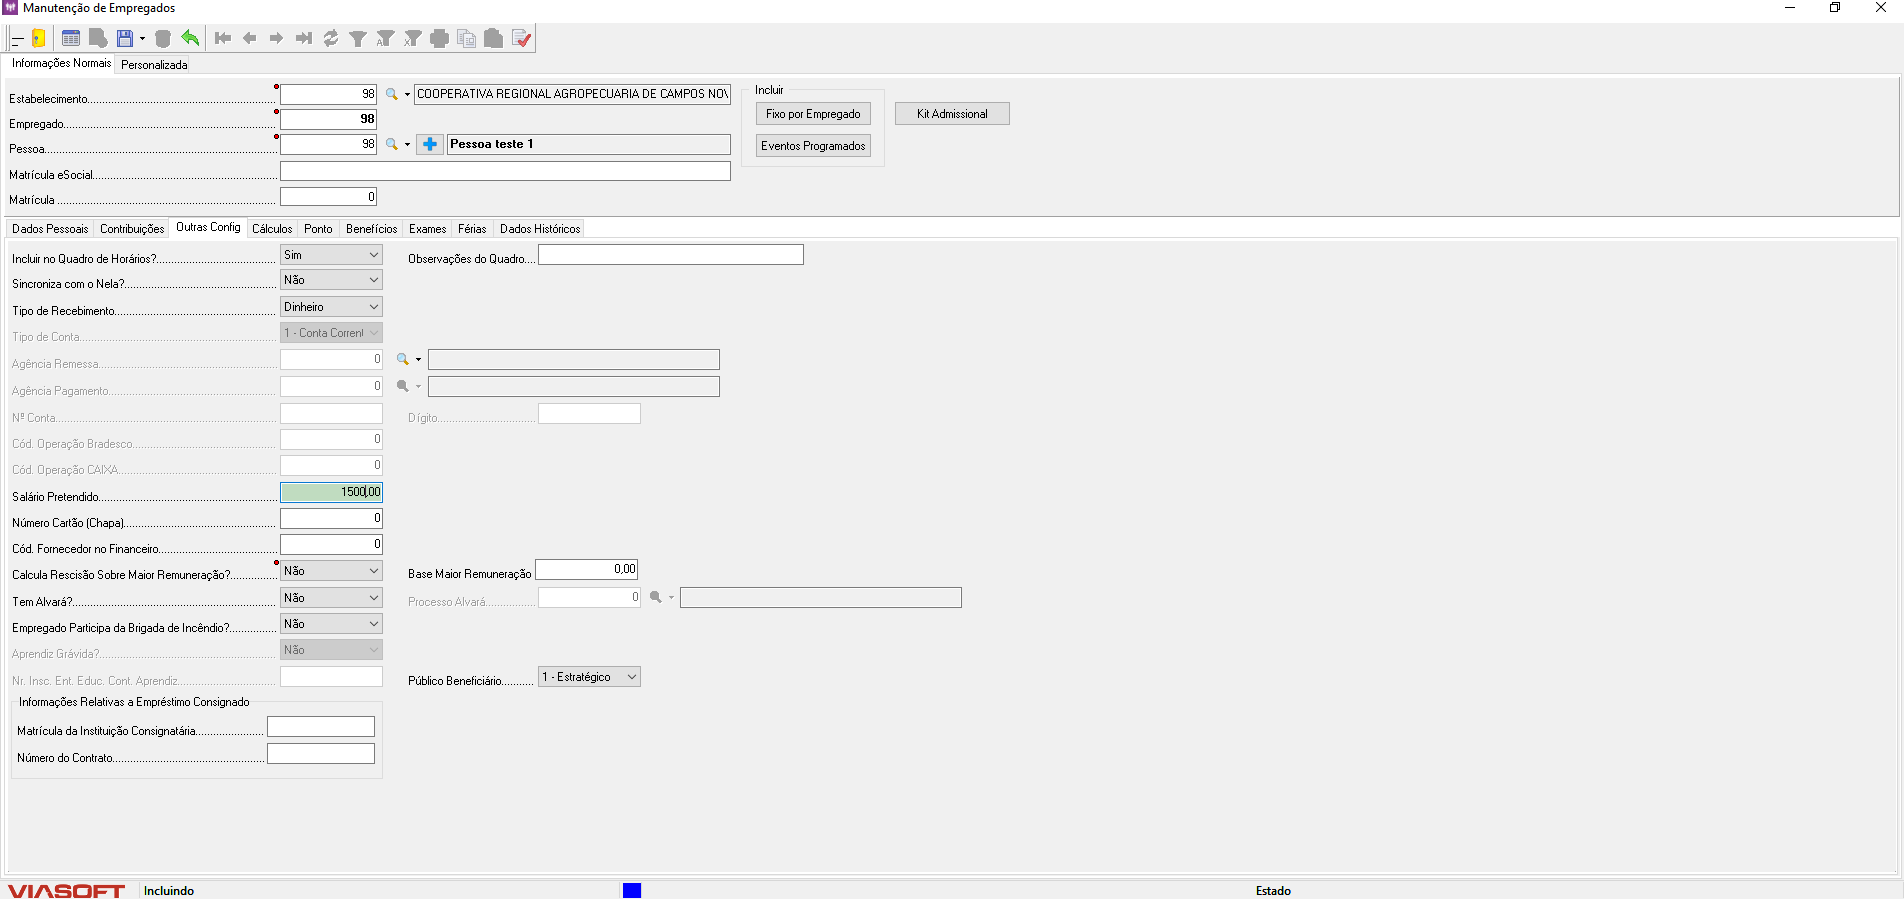 Manutenção de Empregados
Informações Normais Personalizada
Estabelecimento 98 COOPERATIVA REGIONAL AGROPECUARIA DE CAMPOS NOV
Incluir
Empregado 98 Fixo por Empregado Kit Admissional
Pessoa 98 Pessoa teste 1 Eventos Programados
Matrícula eSocial
Matrícula 0
Dados Pessoais Contribuições Outras Config Cálculos Ponto Benefícios Exames Férias Dados Históricos
Incluir no Quadro de Horários? Sim Observações do Quadro
Sincroniza com o Nela? Não
Tipo de Recebimento Dinheiro
Tipo de Conta 1 - Conta Corrent
Agência Remessa 0
Agência Pagamento 0
Nº Conta Dígito
Cód. Operação Bradesco 0
Cód. Operação CAIXA 0
Salário Pretendido 1500,00
Número Cartão (Chapa) 0
Cód. Fornecedor no Financeiro 0
Calcula Rescisão Sobre Maior Remuneração? Não Base Maior Remuneração 0,00
Tem Alvará? Não Processo Alvará 0
Empregado Participa da Brigada de Incêndio? Não
Aprendiz Grávida? Não
Nr. Insc. Ent. Educ. Cont. Aprendiz Público Beneficiário 1 - Estratégico
Informações Relativas a Empréstimo Consignado
Matrícula da Instituição Consignatária
Número do Contrato
VIASOFT Incluindo Estado